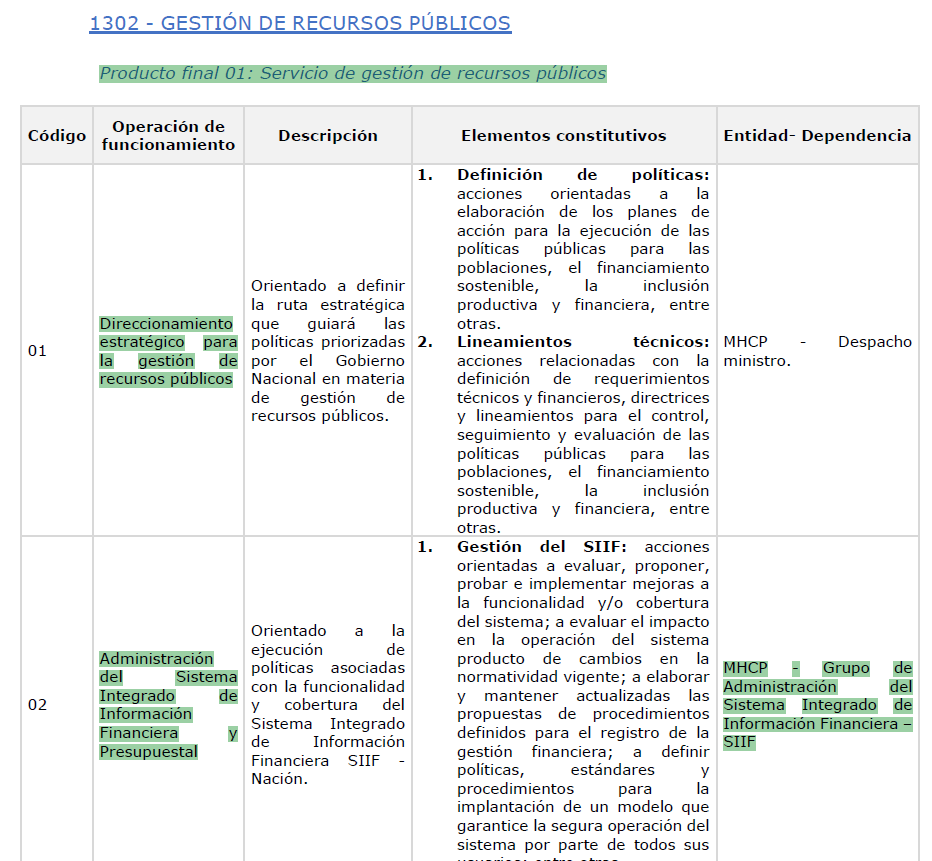 1302 - GESTIÓN DE RECURSOS PÚBLICOS
Producto final 01: Servicio de gestión de recursos públicos
Código
Operación de
funcionamiento
Descripción
Elementos constitutivos
Entidad- Dependencia
01
Direccionamiento
estratégico para
la gestión de
recursos públicos
Orientado a definir
la ruta estratégica
que guiará las
políticas priorizadas
por el Gobierno
Nacional en materia
de gestión de
recursos públicos.
1. Definición de políticas:
acciones orientadas a la
elaboración de los planes de
acción para la ejecución de las
políticas públicas para las
poblaciones, el financiamiento
sostenible, la inclusión
productiva y financiera, entre
otras.
2. Lineamientos técnicos:
acciones relacionadas con la
definición de requerimientos
técnicos y financieros, directrices
y lineamientos para el control,
seguimiento y evaluación de las
políticas públicas para las
poblaciones, el financiamiento
sostenible, la inclusión
productiva y financiera, entre
otras.
MHCP - Despacho
ministro.
02
Administración
del Sistema
Integrado de
Información
Financiera y
Presupuestal
Orientado a la
ejecución de
políticas asociadas
con la funcionalidad
y cobertura del
Sistema Integrado
de Información
Financiera SIIF -
Nación.
1. Gestión del SIIF: acciones
orientadas a evaluar, proponer,
probar e implementar mejoras a
la funcionalidad y/o cobertura
del sistema; a evaluar el impacto
en la operación del sistema
producto de cambios en la
normatividad vigente; a elaborar
y mantener actualizadas las
propuestas de procedimientos
definidos para el registro de la
gestión financiera; a definir
políticas, estándares y
procedimientos para la
implantación de un modelo que
garantice la segura operación del
sistema por parte de todos sus
MHCP - Grupo de
Administración del
Sistema Integrado de
Información Financiera –
SIIF